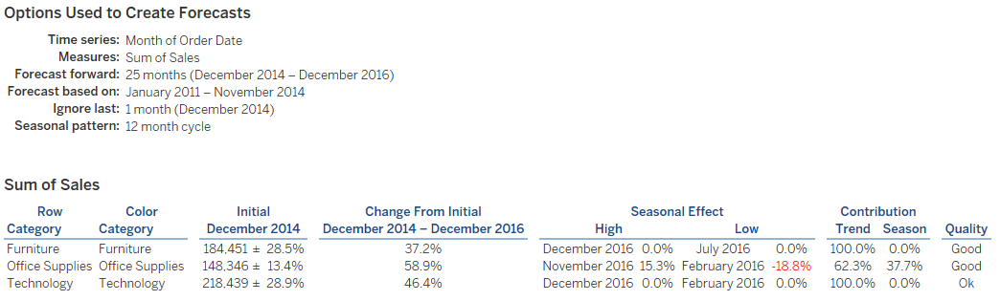 Options Used to Create Forecasts
Time series: Month of Order Date
Measures: Sum of Sales
Forecast forward: 25 months (December 2014 – December 2016)
Forecast based on: January 2011 – November 2014
Ignore last: 1 month (December 2014)
Seasonal pattern: 12 month cycle
Sum of Sales
Row Color Initial Change From Initial Seasonal Effect Contribution
Category Category December 2014 December 2014 – December 2016 High Low Trend Season Quality
Furniture Furniture 184,451 ± 28.5% 37.2% December 2016 0.0% July 2016 0.0% 100.0% 0.0% Good
Office Supplies Office Supplies 148,346 ± 13.4% 58.9% November 2016 15.3% February 2016 -18.8% 62.3% 37.7% Good
Technology Technology 218,439 ± 28.9% 46.4% December 2016 0.0% February 2016 0.0% 100.0% 0.0% Ok